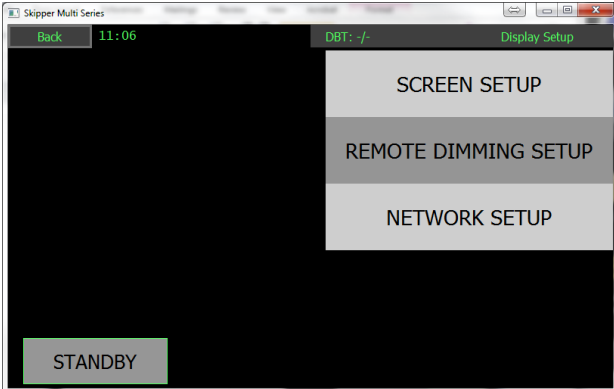 Skipper Multi Series
Back
11:06
DBT: -/-
Display Setup
SCREEN SETUP
REMOTE DIMMING SETUP
NETWORK SETUP
STANDBY